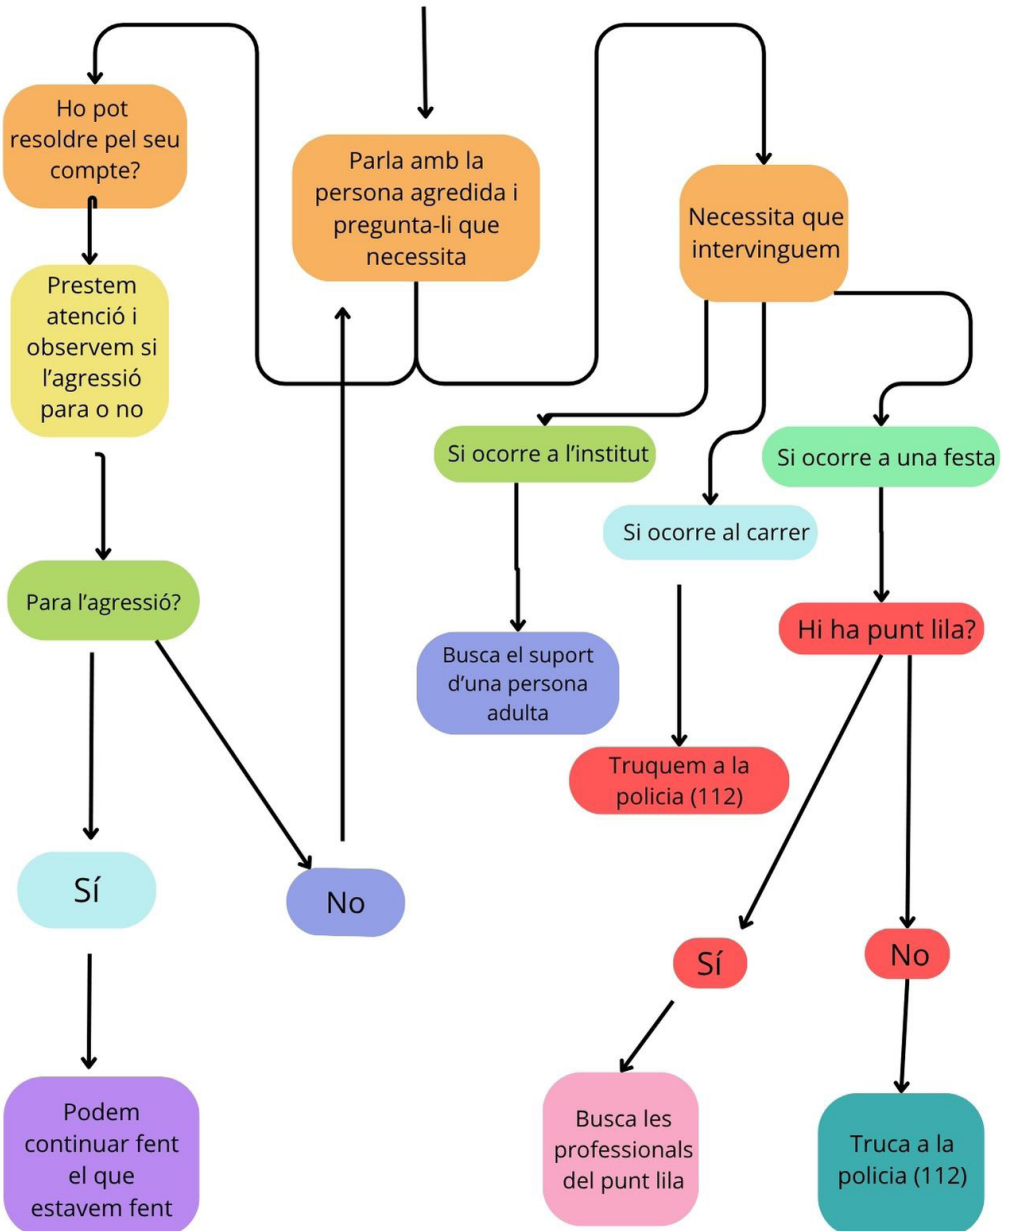 Ho pot
resoldre pel seu
compte?
Parla amb la
persona agredida i
pregunta-li que
necessita
Necessita que
intervinguem
Prestem
atenció i
observem si
l'agressió
para o no
Si ocorre a l'institut
Si ocorre a una festa
Si ocorre al carrer
Para l'agressió?
Hi ha punt lila?
Busca el suport
d'una persona
adulta
Truquem a la
policia (112)
Sí
No
Sí
No
Podem
continuar fent
el que
estavem fent
Busca les
professionals
del punt lila
Truca a la
policia (112)